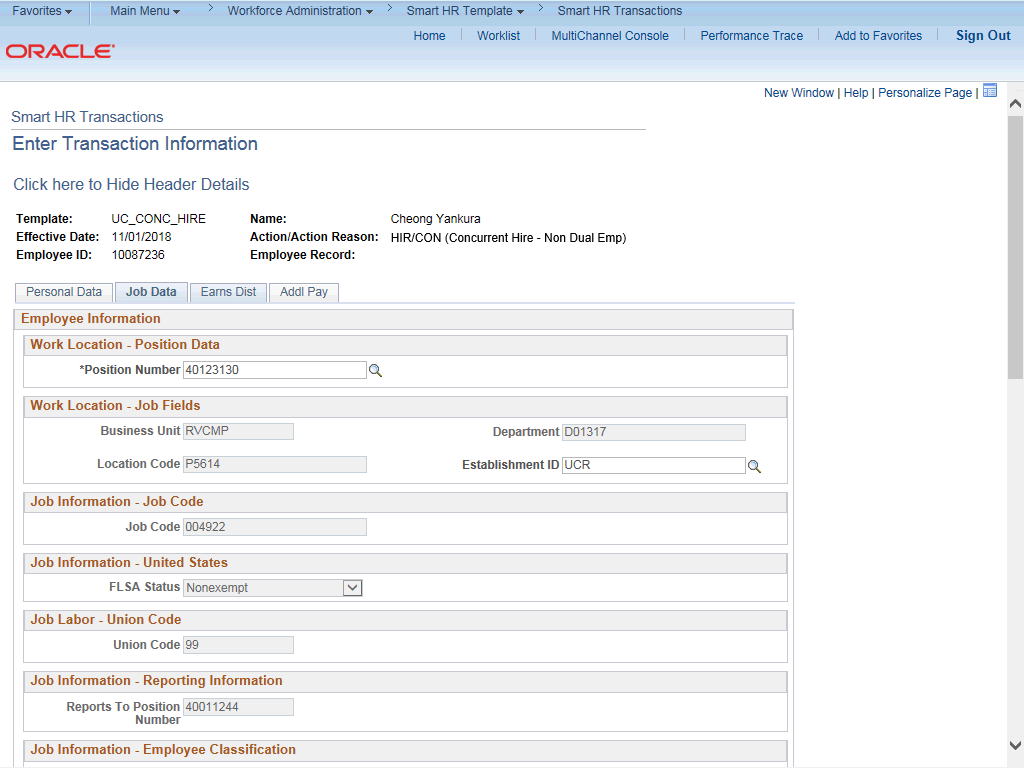 Favorites Main Menu > Workforce Administration > Smart HR Template > Smart HR Transactions
Home Worklist MultiChannel Console Performance Trace Add to Favorites Sign Out
ORACLE
New Window | Help | Personalize Page |
Smart HR Transactions
Enter Transaction Information
Click here to Hide Header Details
Template: UC_CONC_HIRE Name: Cheong Yankura
Effective Date: 11/01/2018 Action/Action Reason: HIR/CON (Concurrent Hire - Non Dual Emp)
Employee ID: 10087236 Employee Record:
Personal Data Job Data Earns Dist Addl Pay
Employee Information
Work Location - Position Data
*Position Number 40123130
Work Location - Job Fields
Business Unit RVCMP Department D01317
Location Code P5614 Establishment ID UCR
Job Information - Job Code
Job Code 004922
Job Information - United States
FLSA Status Nonexempt
Job Labor - Union Code
Union Code 99
Job Information - Reporting Information
Reports To Position 40011244
Number
Job Information - Employee Classification